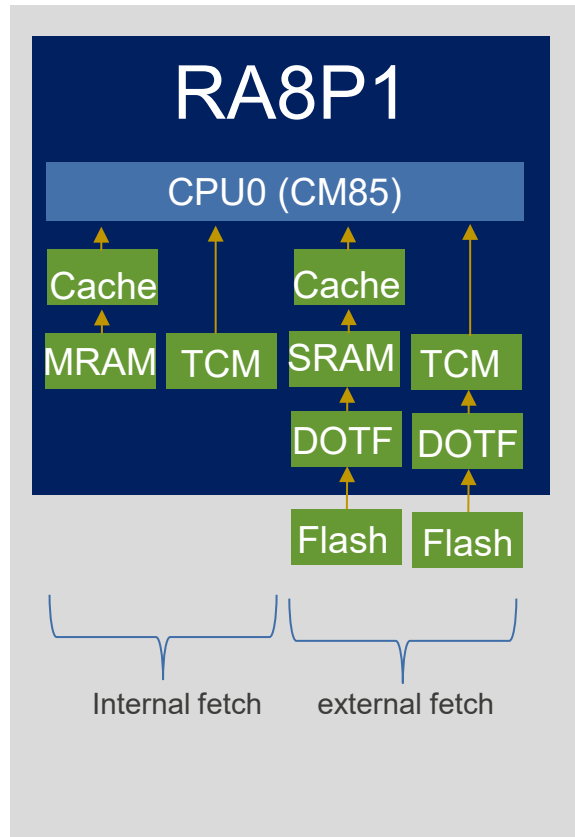 RA8P1
CPU0 (CM85)
Cache
Cache
MRAM
TCM
SRAM
TCM
DOTF
DOTF
Flash
Flash
Internal fetch
external fetch